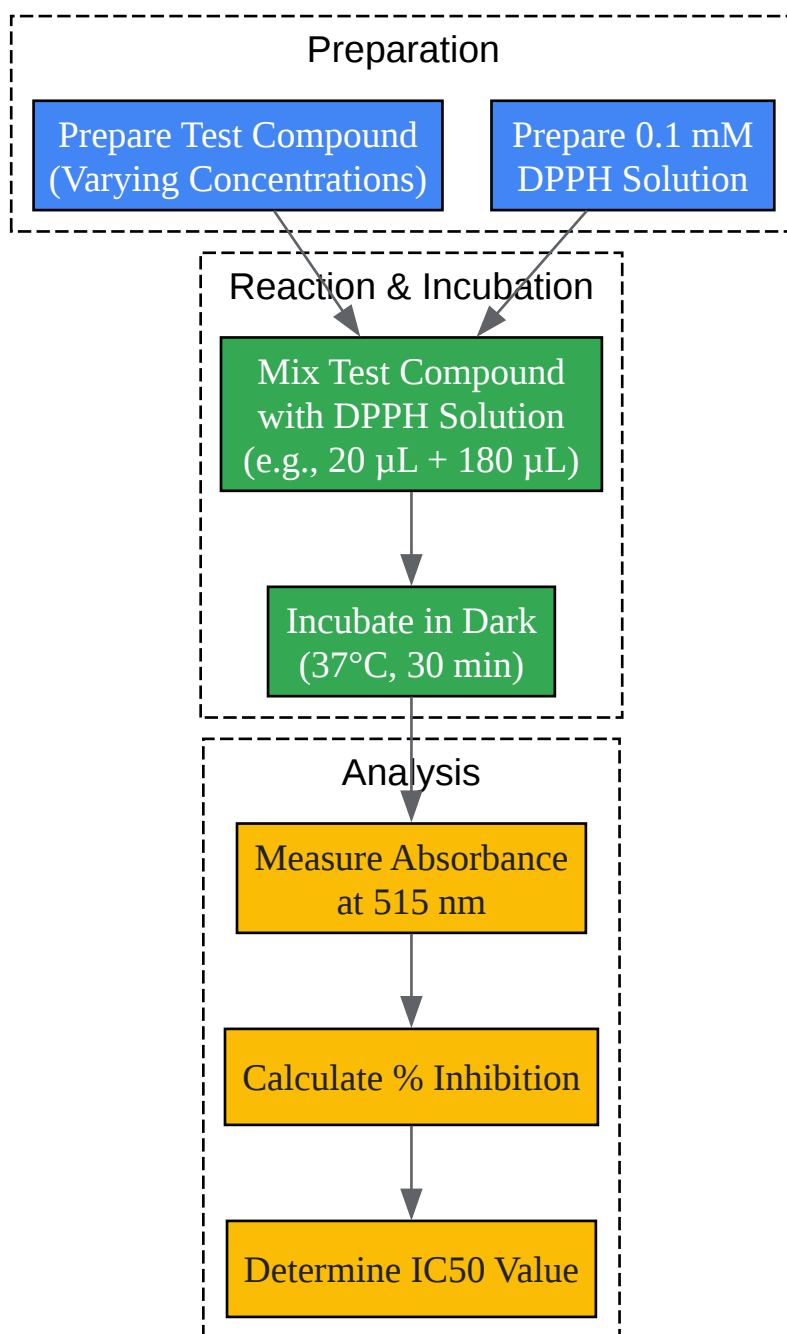 Preparation
Prepare Test Compound
(Varying Concentrations)
Prepare 0.1 mM
DPPH Solution
Reaction & Incubation
Mix Test Compound
with DPPH Solution
(e.g., 20 µL + 180 µL)
Incubate in Dark
(37°C, 30 min)
Analysis
Measure Absorbance
at 515 nm
Calculate % Inhibition
Determine IC50 Value